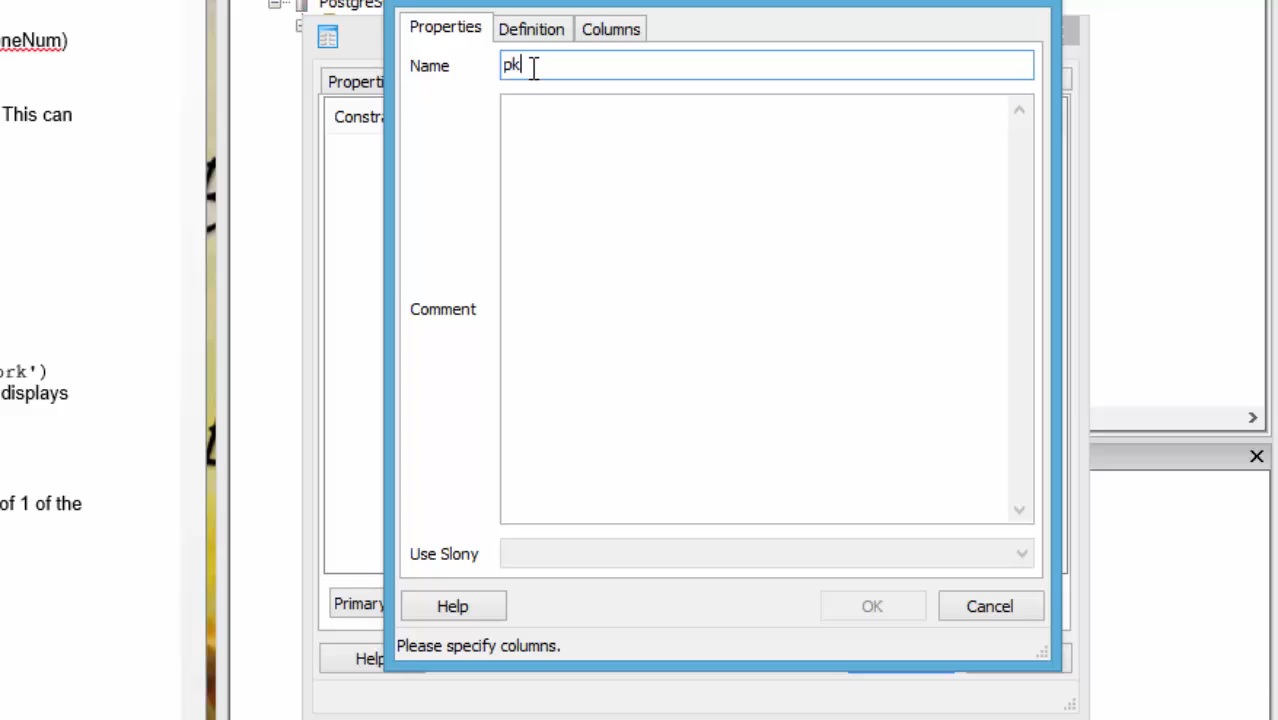 PostgreS
oneNum)
This can
ork')
displays
of 1 of the
Properti
Constra
Primary
Help
Properties
Definition
Columns
Name
pk
Comment
Use Slony
Help
OK
Cancel
Please specify columns.